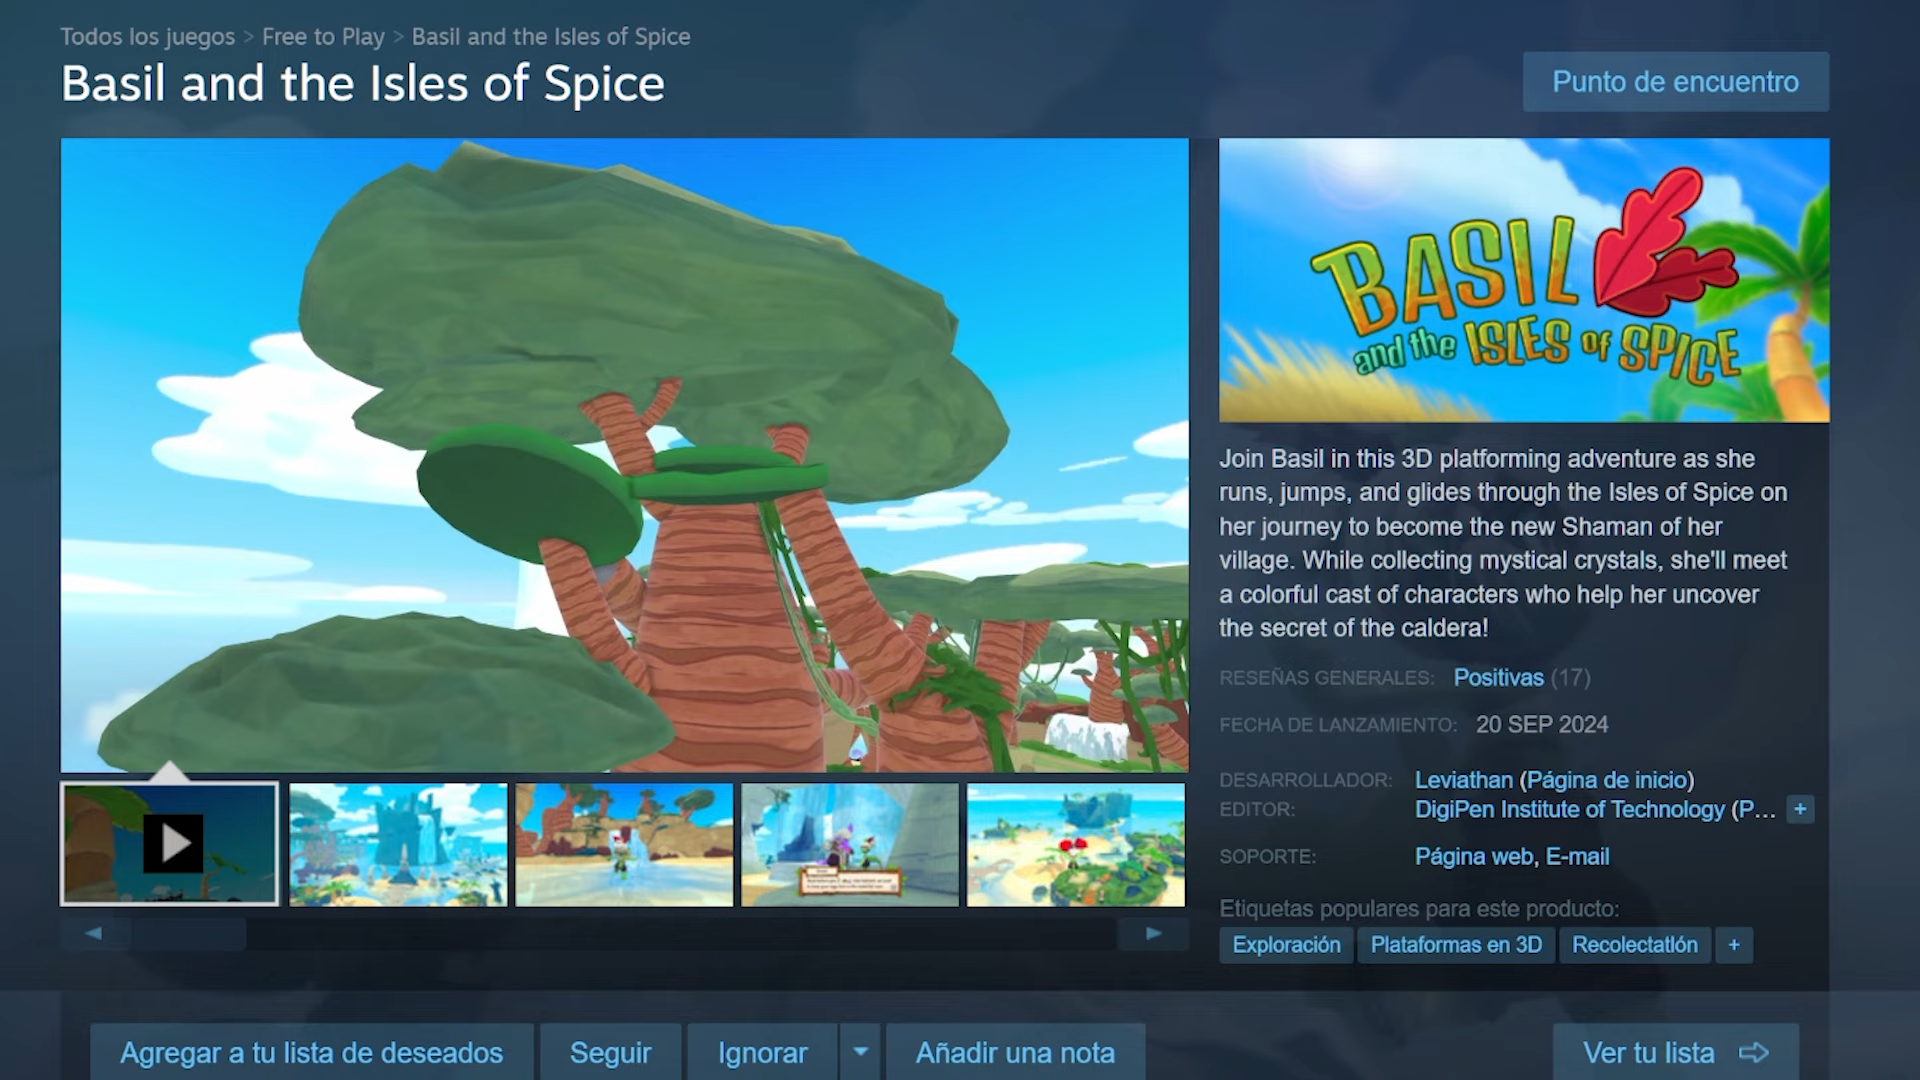 Todos los juegos > Free to Play > Basil and the Isles of Spice
Basil and the Isles of Spice
Punto de encuentro
BASIL
and the ISLES of SPICE
Join Basil in this 3D platforming adventure as she
runs, jumps, and glides through the Isles of Spice on
her journey to become the new Shaman of her
village. While collecting mystical crystals, she'll meet
a colorful cast of characters who help her uncover
the secret of the caldera!
RESEÑAS GENERALES: Positivas (17)
FECHA DE LANZAMIENTO: 20 SEP 2024
DESARROLLADOR: Leviathan (Página de inicio)
EDITOR: DigiPen Institute of Technology (P... +
SOPORTE: Página web, E-mail
Etiquetas populares para este producto:
Exploración Plataformas en 3D Recolectatlón +
Agregar a tu lista de deseados Seguir Ignorar Añadir una nota Ver tu lista